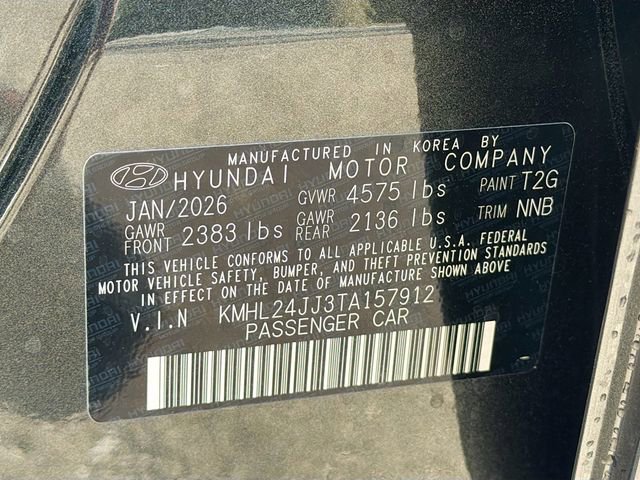 MANUFACTURED IN KOREA BY
HYUNDAI MOTOR COMPANY
JAN/2026 GVWR 4575 lbs PAINT T2G
GAWR FRONT 2383 lbs GAWR REAR 2136 lbs TRIM NNB
THIS VEHICLE CONFORMS TO ALL APPLICABLE U.S.A. FEDERAL
MOTOR VEHICLE SAFETY, BUMPER, AND THEFT PREVENTION STANDARDS
IN EFFECT ON THE DATE OF MANUFACTURE SHOWN ABOVE
V.I.N KMHL24JJ3TA157912
PASSENGER CAR